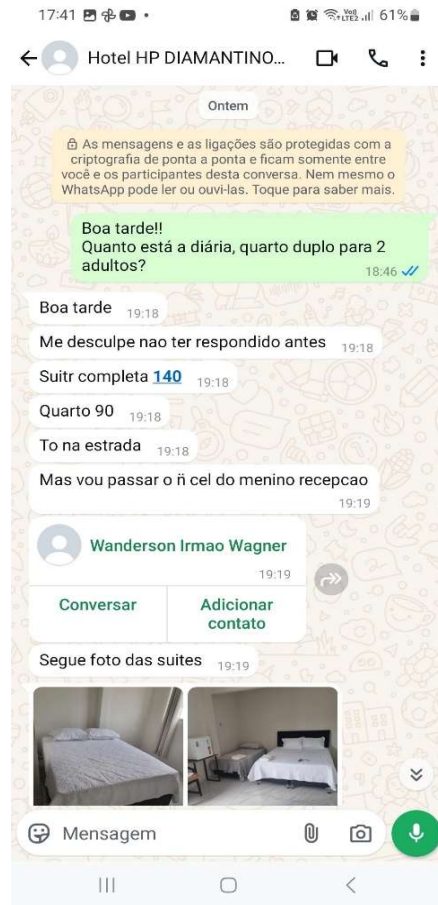 17:41
Vo))
LTE2
61%
Hotel HP DIAMANTINO...
Ontem
As mensagens e as ligações são protegidas com a
criptografia de ponta a ponta e ficam somente entre
você e os participantes desta conversa. Nem mesmo o
WhatsApp pode ler ou ouvi-las. Toque para saber mais.
Boa tarde!!
Quanto está a diária, quarto duplo para 2
adultos?
18:46
Boa tarde 19:18
Me desculpe nao ter respondido antes 19:18
Suitr completa 140 19:18
Quarto 90 19:18
To na estrada 19:18
Mas vou passar o ñ cel do menino recepcao
19:19
Wanderson Irmao Wagner
19:19
Conversar
Adicionar
contato
Segue foto das suites 19:19
Mensagem